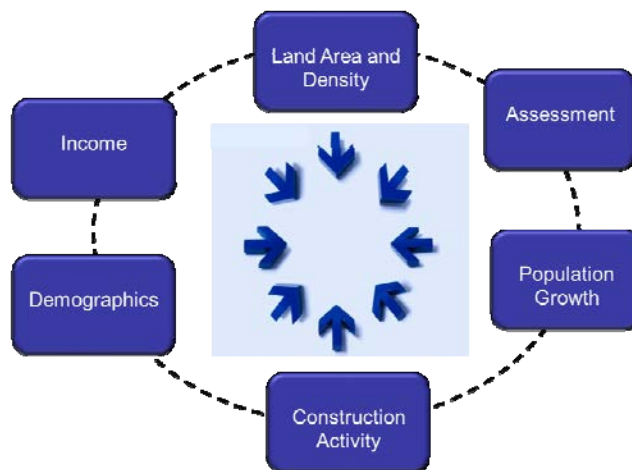 Land Area and
Density
Assessment
Population
Growth
Construction
Activity
Demographics
Income